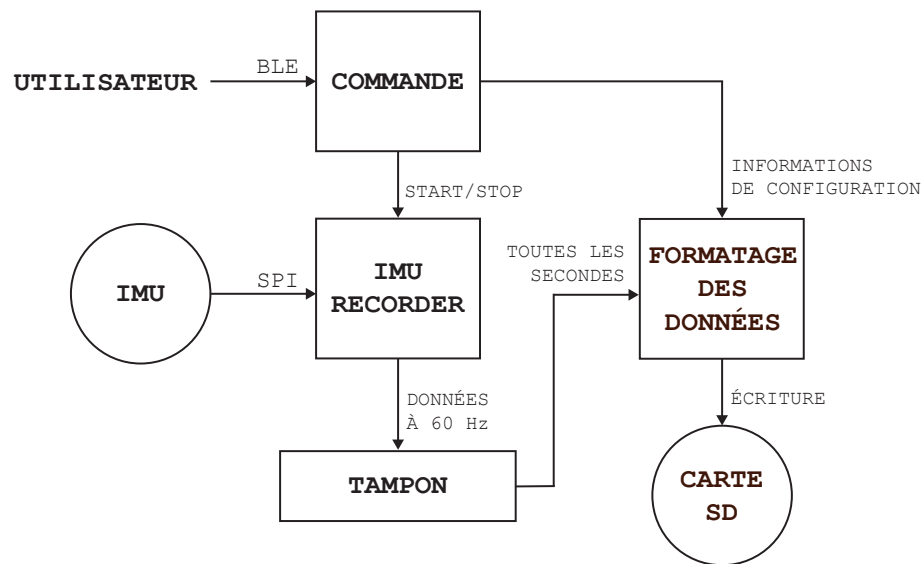 BLE
UTILISATEUR
COMMANDE
START/STOP
INFORMATIONS
DE CONFIGURATION
IMU
SPI
IMU
RECORDER
TOUTES LES
SECONDES
FORMATAGE
DES
DONNÉES
DONNÉES
À 60 Hz
TAMPON
ÉCRITURE
CARTE
SD